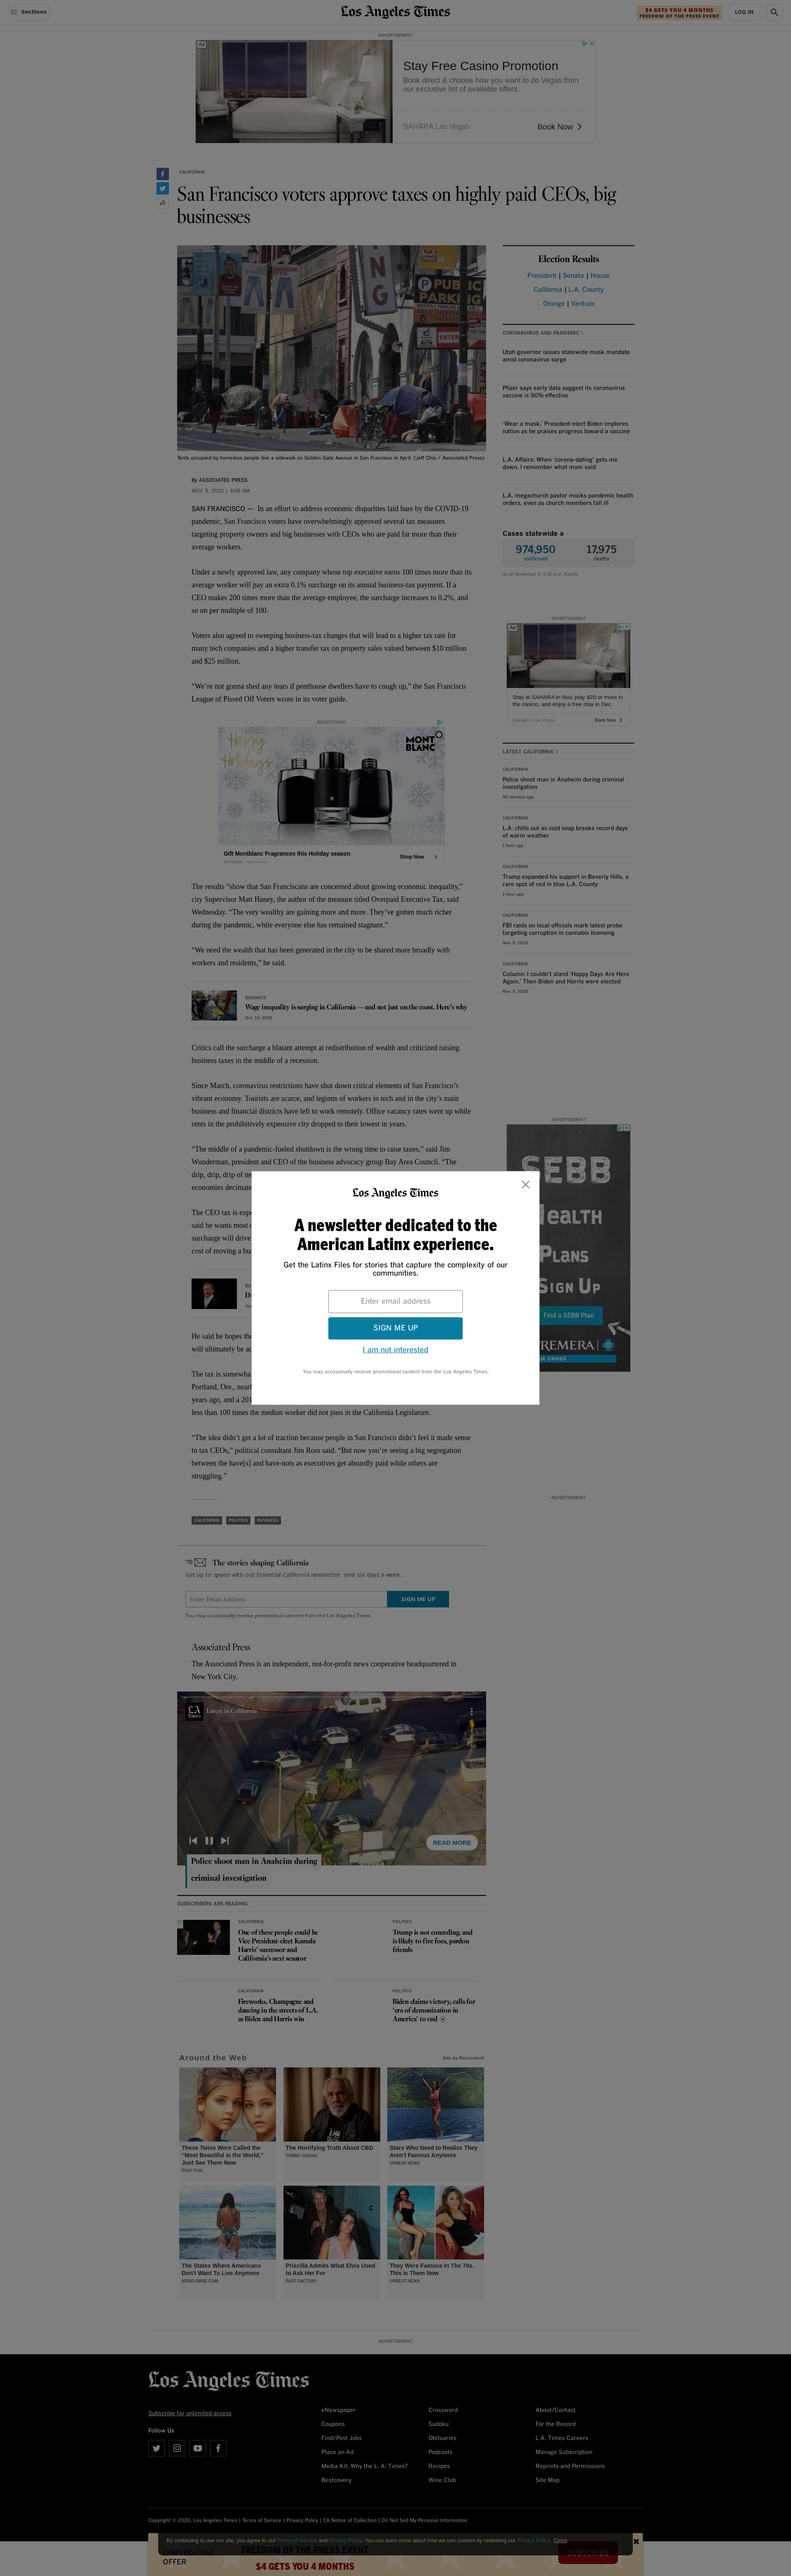 Sections
Los Angeles Times
$4 GETS YOU 4 MONTHS
FREEDOM OF THE PRESS EVENT
LOG IN
ADVERTISEMENT
Ad
Stay Free Casino Promotion
Book direct & choose how you want to do Vegas from
our exclusive list of available offers.
SAHARA Las Vegas
Book Now
CALIFORNIA
San Francisco voters approve taxes on highly paid CEOs, big
businesses
AMERICAN
STYLE
PUBLIC
PARKING
ENTER
Tents occupied by homeless people line a sidewalk on Golden Gate Avenue in San Francisco in April. (Jeff Chiu / Associated Press)
By ASSOCIATED PRESS
NOV. 5, 2020 | 4:08 AM
SAN FRANCISCO — In an effort to address economic disparities laid bare by the COVID-19
pandemic, San Francisco voters have overwhelmingly approved several tax measures
targeting property owners and big businesses with CEOs who are paid far more than their
average workers.
Under a newly approved law, any company whose top executive earns 100 times more than the
average worker will pay an extra 0.1% surcharge on its annual business-tax payment. If a
CEO makes 200 times more than the average employee, the surcharge increases to 0.2%, and
so on per multiple of 100.
Voters also agreed to sweeping business-tax changes that will lead to a higher tax rate for
many tech companies and a higher transfer tax on property sales valued between $10 million
and $25 million.
“We’re not gonna shed any tears if penthouse dwellers have to cough up,” the San Francisco
League of Pissed Off Voters wrote in its voter guide.
ADVERTISING
Happy
Holidays
MONT
BLANC
Gift Montblanc Fragrances this Holiday season
Shop Now
The results “show that San Franciscans are concerned about growing economic inequality,”
city Supervisor Matt Haney, the author of the measure titled Overpaid Executive Tax, said
Wednesday. “The very wealthy are gaining more and more. They’ve gotten much richer
during the pandemic, while everyone else has remained stagnant.”
“We need the wealth that has been generated in the city to be shared more broadly with
workers and residents,” he said.
BUSINESS
Wage inequality is surging in California — and not just on the coast. Here’s why
Oct. 10, 2019
Critics call the surcharge a blatant attempt at redistribution of wealth and criticized raising
business taxes in the middle of a recession.
Since March, coronavirus restrictions have shut down critical elements of San Francisco’s
vibrant economy. Tourists are scarce, and legions of workers in tech and in the city’s main
business and financial districts have left to work remotely. Office vacancy rates went up while
rents in the prohibitively expensive city dropped to their lowest in years.
“The middle of a pandemic-fueled shutdown is the wrong time to raise taxes,” said Jim
Wunderman, president and CEO of the business advocacy group Bay Area Council. “The
drip, drip, drip of ne
economies decimate
The CEO tax is expe
said he wants most o
surcharge will drive
cost of moving a bus
He said he hopes the
will ultimately be ad
The tax is somewha
Portland, Ore., nearl
years ago, and a 201
less than 100 times the median worker did not pass in the California Legislature.
“The idea didn’t get a lot of traction because people in San Francisco didn’t feel it made sense
to tax CEOs,” political consultant Jim Ross said. “But now you’re seeing a big segregation
between the have[s] and have-nots as executives get absurdly paid while others are
struggling.”
CALIFORNIA
POLITICS
BUSINESS
The stories shaping California
Get up to speed with our Essential California newsletter, sent six days a week.
Enter Email Address
SIGN ME UP
You may occasionally receive promotional content from the Los Angeles Times.
Associated Press
The Associated Press is an independent, not-for-profit news cooperative headquartered in
New York City.
LA
Times
Latest in California
READ MORE
Police shoot man in Anaheim during
criminal investigation
SUBSCRIBERS ARE READING
CALIFORNIA
One of these people could be
Vice President-elect Kamala
Harris’ successor and
California’s next senator
POLITICS
Trump is not conceding, and
is likely to fire foes, pardon
friends
CALIFORNIA
Fireworks, Champagne and
dancing in the streets of L.A.
as Biden and Harris win
POLITICS
Biden claims victory, calls for
‘era of demonization in
America’ to end
Around the Web
Ads by Revcontent
These Twins Were Called the
"Most Beautiful in the World,"
Just See Them Now
POST FUN
The Horrifying Truth About CBD
TOMMY CHONG
Stars Who Need to Realize They
Aren't Famous Anymore
UPBEAT NEWS
The States Where Americans
Don't Want To Live Anymore
MONEYWISE.COM
Priscilla Admits What Elvis Used
to Ask Her For
PAST FACTORY
They Were Famous In The 70s.
This is Them Now
UPBEAT NEWS
Election Results
President | Senate | House
California | L.A. County
Orange | Ventura
CORONAVIRUS AND PANDEMIC
Utah governor issues statewide mask mandate
amid coronavirus surge
Pfizer says early data suggest its coronavirus
vaccine is 90% effective
‘Wear a mask,’ President-elect Biden implores
nation as he praises progress toward a vaccine
L.A. Affairs: When ‘corona-dating’ gets me
down, I remember what mom said
L.A. megachurch pastor mocks pandemic health
orders, even as church members fall ill
Cases statewide »
974,950
confirmed
17,975
deaths
As of November 9, 9:30 a.m. Pacific
ADVERTISEMENT
Ad
Stay at SAHARA in Nov, play $20 or more in
the casino, and enjoy a free stay in Dec.
SAHARA Las Vegas
Book Now
LATEST CALIFORNIA
CALIFORNIA
Police shoot man in Anaheim during criminal
investigation
50 minutes ago
CALIFORNIA
L.A. chills out as cold snap breaks record days
of warm weather
1 hour ago
CALIFORNIA
Trump expanded his support in Beverly Hills, a
rare spot of red in blue L.A. County
1 hour ago
CALIFORNIA
FBI raids on local officials mark latest probe
targeting corruption in cannabis licensing
Nov. 9, 2020
CALIFORNIA
Column: I couldn’t stand ‘Happy Days Are Here
Again.’ Then Biden and Harris were elected
Nov. 9, 2020
ADVERTISEMENT
SEBB
Health
Plans
Sign Up
Find a SEBB Plan
PREMERA
BLUE CROSS
ADVERTISEMENT
Los Angeles Times
A newsletter dedicated to the
American Latinx experience.
Get the Latinx Files for stories that capture the complexity of our
communities.
Enter email address
SIGN ME UP
I am not interested
You may occasionally receive promotional content from the Los Angeles Times.
ADVERTISEMENT
Los Angeles Times
Subscribe for unlimited access
Follow Us
eNewspaper
Coupons
Find/Post Jobs
Place an Ad
Media Kit: Why the L. A. Times?
Bestcovery
Crossword
Sudoku
Obituaries
Podcasts
Recipes
Wine Club
About/Contact
For the Record
L.A. Times Careers
Manage Subscription
Reprints and Permissions
Site Map
Copyright © 2020, Los Angeles Times | Terms of Service | Privacy Policy | CA Notice of Collection | Do Not Sell My Personal Information
By continuing to use our site, you agree to our Terms of Service and Privacy Policy. You can learn more about how we use cookies by reviewing our Privacy Policy. Close
LIMITED-TIME
OFFER
FREEDOM OF THE PRESS EVENT
$4 GETS YOU 4 MONTHS
SUBSCRIBE